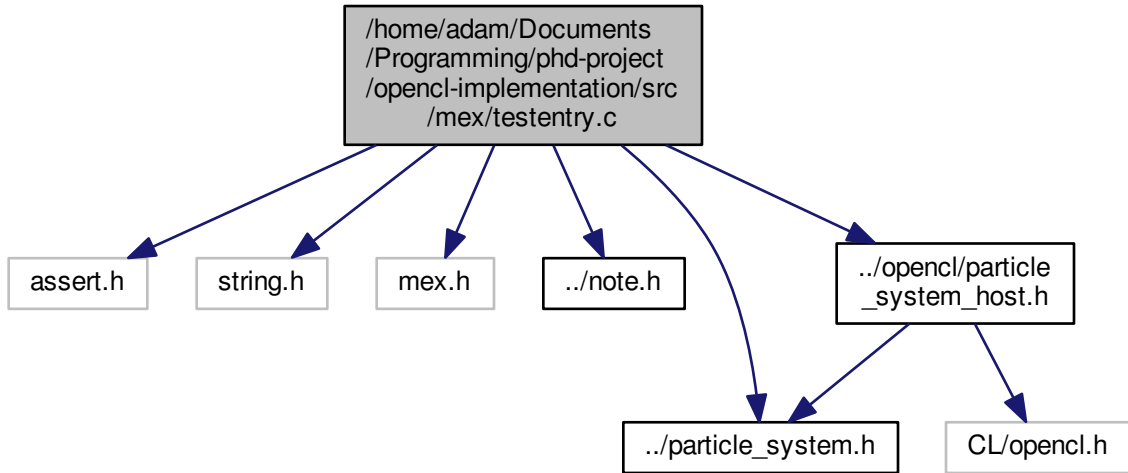 /home/adam/Documents
/Programming/phd-project
/opencl-implementation/src
/mex/testentry.c
assert.h
string.h
mex.h
../note.h
../opencl/particle
_system_host.h
../particle_system.h
CL/opencl.h